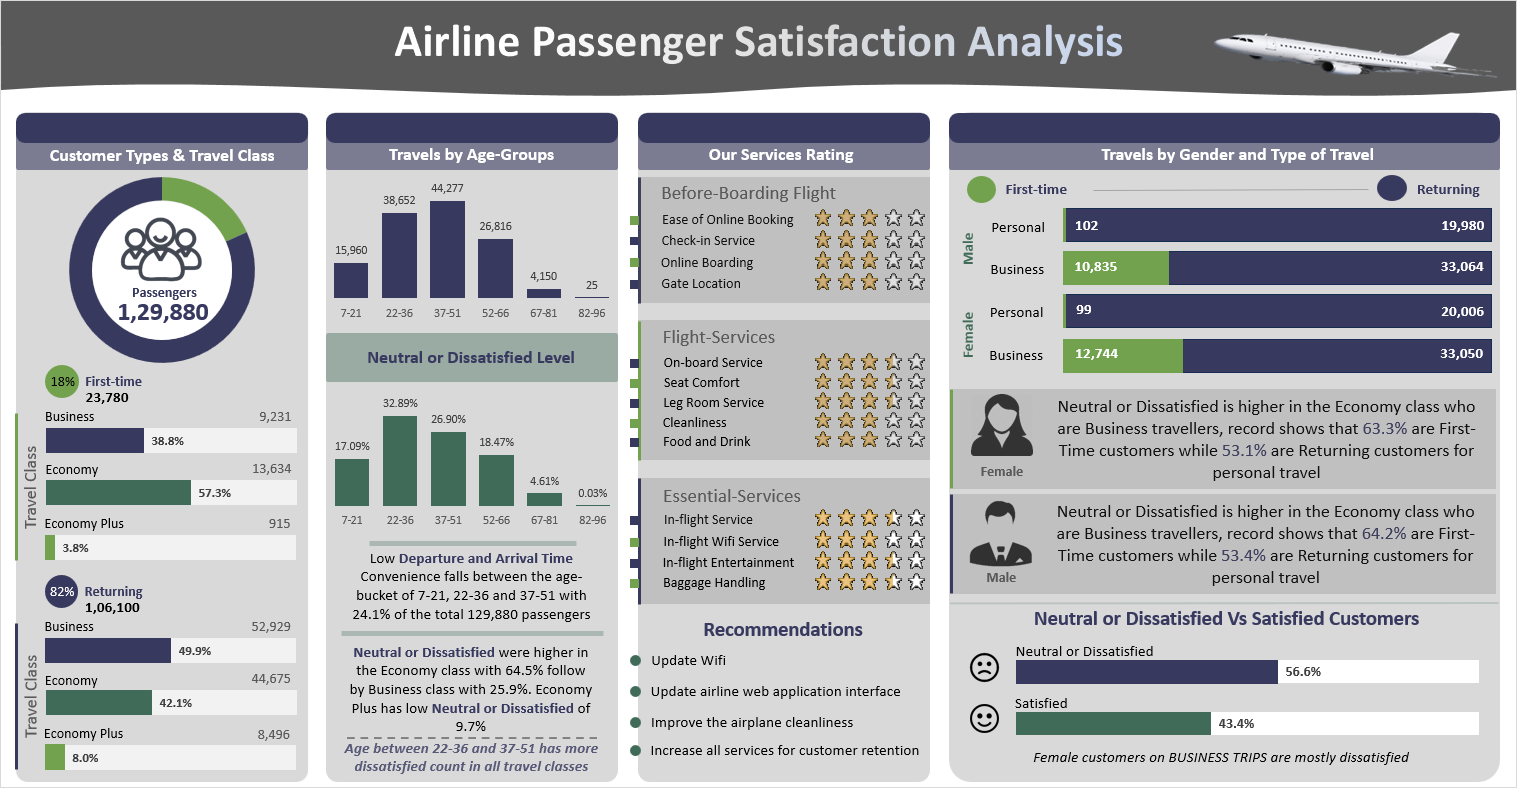 Airline Passenger Satisfaction Analysis
Customer Types & Travel Class
Passengers
1,29,880
18%
First-time
23,780
Travel Class
Business
9,231
38.8%
Economy
13,634
57.3%
Economy Plus
915
3.8%
82%
Returning
1,06,100
Travel Class
Business
52,929
49.9%
Economy
44,675
42.1%
Economy Plus
8,496
8.0%
Travels by Age-Groups
15,960
38,652
44,277
26,816
4,150
25
7-21
22-36
37-51
52-66
67-81
82-96
Neutral or Dissatisfied Level
17.09%
32.89%
26.90%
18.47%
4.61%
0.03%
7-21
22-36
37-51
52-66
67-81
82-96
Low Departure and Arrival Time
Convenience falls between the age-
bucket of 7-21, 22-36 and 37-51 with
24.1% of the total 129,880 passengers
Neutral or Dissatisfied were higher in
the Economy class with 64.5% follow
by Business class with 25.9%. Economy
Plus has low Neutral or Dissatisfied of
9.7%
Age between 22-36 and 37-51 has more
dissatisfied count in all travel classes
Our Services Rating
Before-Boarding Flight
Ease of Online Booking
Check-in Service
Online Boarding
Gate Location
Flight-Services
On-board Service
Seat Comfort
Leg Room Service
Cleanliness
Food and Drink
Essential-Services
In-flight Service
In-flight Wifi Service
In-flight Entertainment
Baggage Handling
Recommendations
Update Wifi
Update airline web application interface
Improve the airplane cleanliness
Increase all services for customer retention
Travels by Gender and Type of Travel
First-time
Returning
Male
Personal
102
19,980
Business
10,835
33,064
Female
Personal
99
20,006
Business
12,744
33,050
Female
Neutral or Dissatisfied is higher in the Economy class who
are Business travellers, record shows that 63.3% are First-
Time customers while 53.1% are Returning customers for
personal travel
Male
Neutral or Dissatisfied is higher in the Economy class who
are Business travellers, record shows that 64.2% are First-
Time customers while 53.4% are Returning customers for
personal travel
Neutral or Dissatisfied Vs Satisfied Customers
Neutral or Dissatisfied
56.6%
Satisfied
43.4%
Female customers on BUSINESS TRIPS are mostly dissatisfied